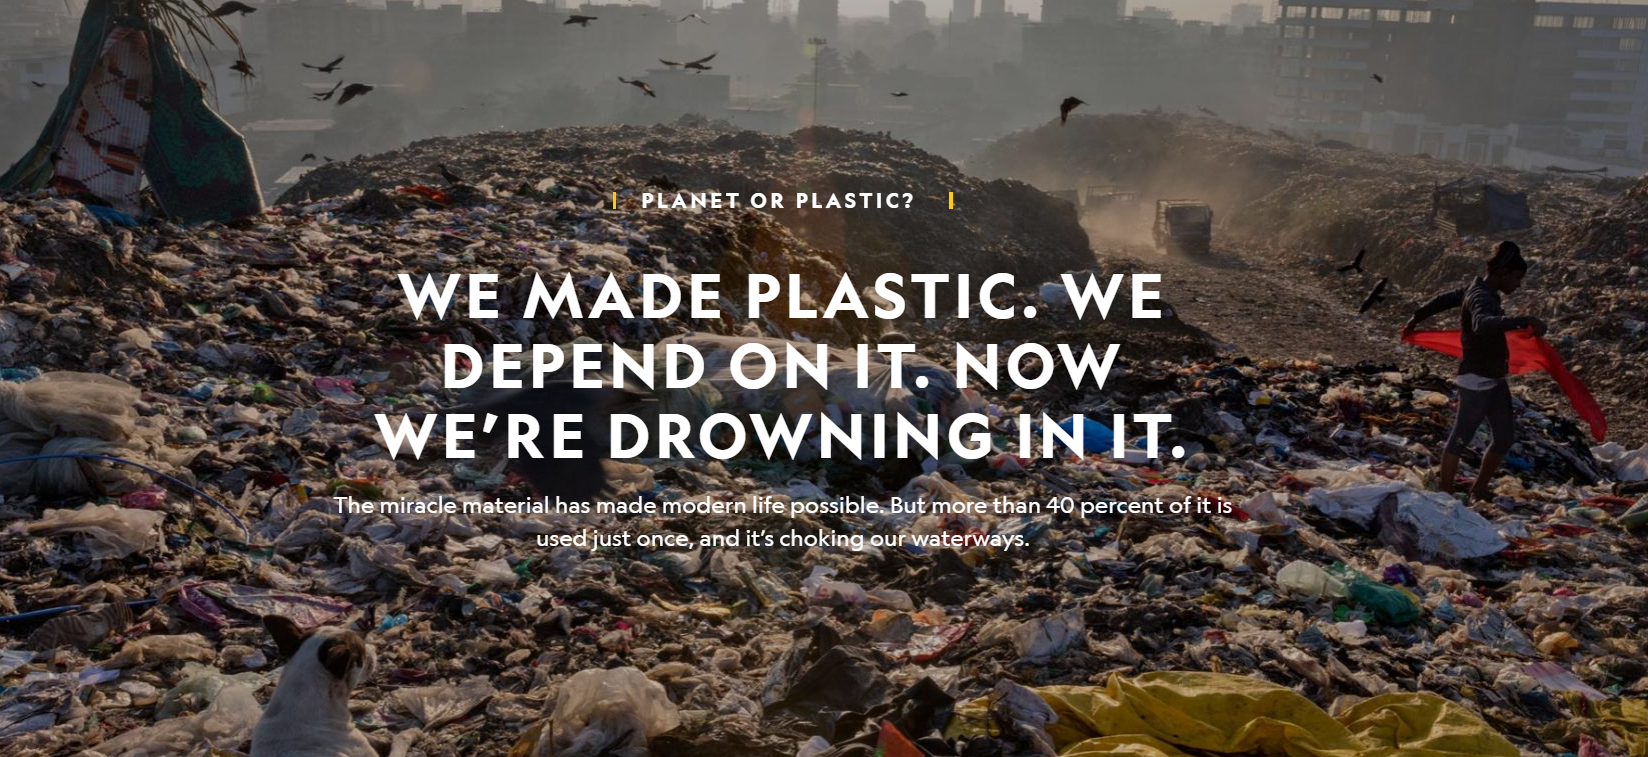 PLANET OR PLASTIC?
WE MADE PLASTIC. WE
DEPEND ON IT. NOW
WE’RE DROWNING IN IT.
The miracle material has made modern life possible. But more than 40 percent of it is
used just once, and it’s choking our waterways.